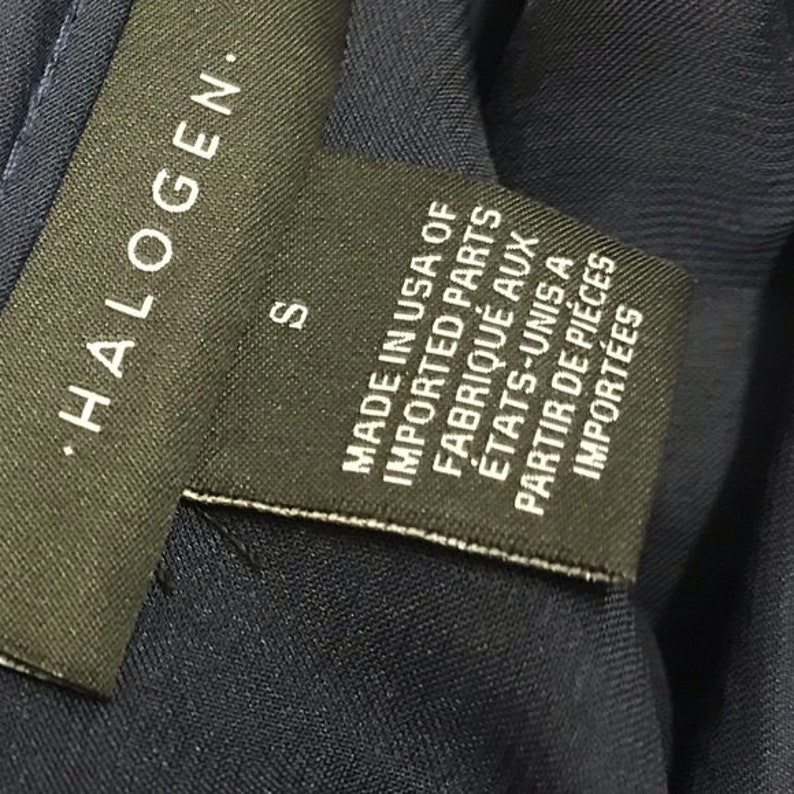 ·HALOGEN·
S
MADE IN USA OF
IMPORTED PARTS
FABRIQUÉ AUX
ÉTATS-UNIS A
PARTIR DE PIÈCES
IMPORTÉES